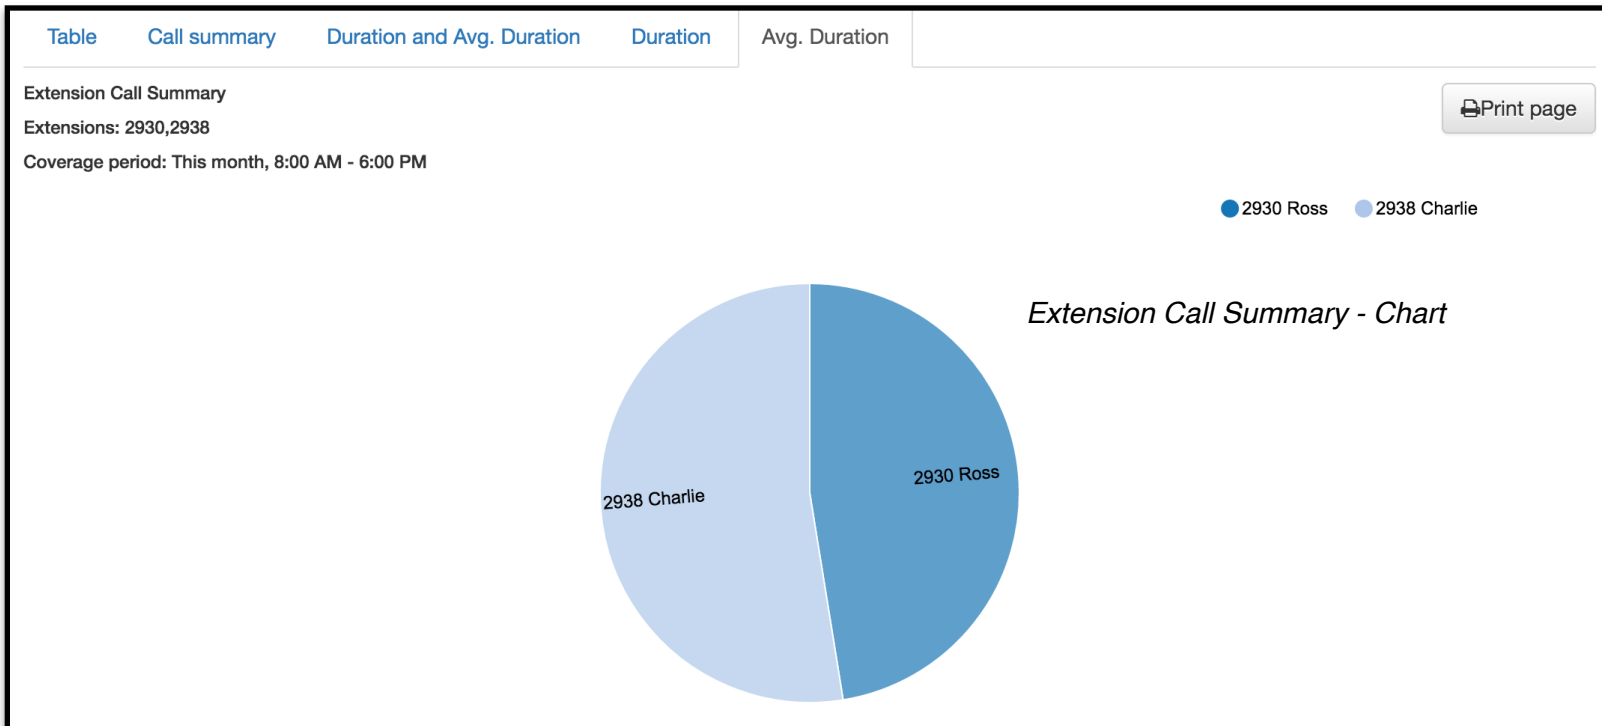 Table Call summary Duration and Avg. Duration Duration Avg. Duration
Extension Call Summary
Print page
Extensions: 2930,2938
Coverage period: This month, 8:00 AM - 6:00 PM
2930 Ross 2938 Charlie
Extension Call Summary - Chart
2930 Ross
2938 Charlie